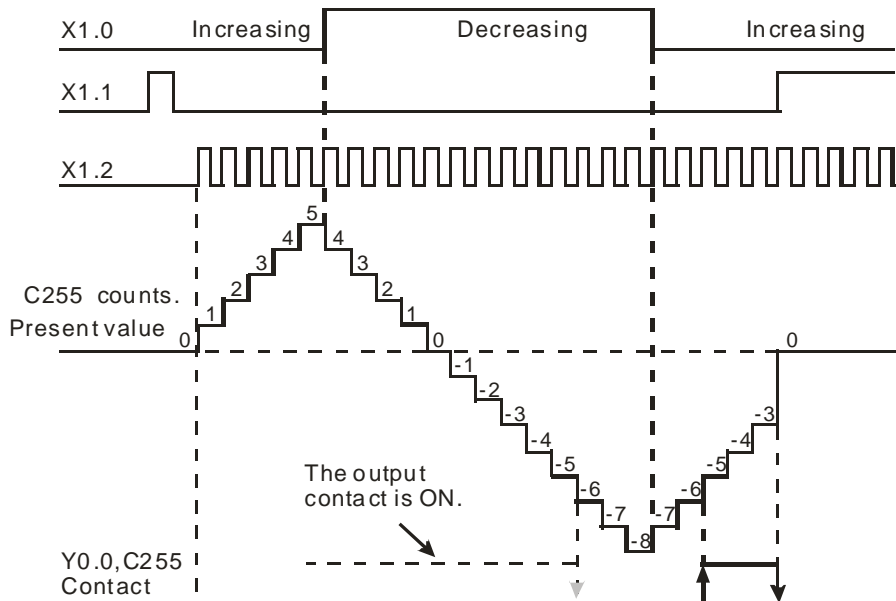 X1.0 Increasing Decreasing Increasing
X1.1
X1.2
5
4 4
3 3
2 2
C255 counts.
1 1
Present value
0 0 0
-1
-2
-3 -3
-4 -4
-5 -5
The output
contact is ON.
-6 -6
-7 -7
-8
Y0.0,C255
Contact